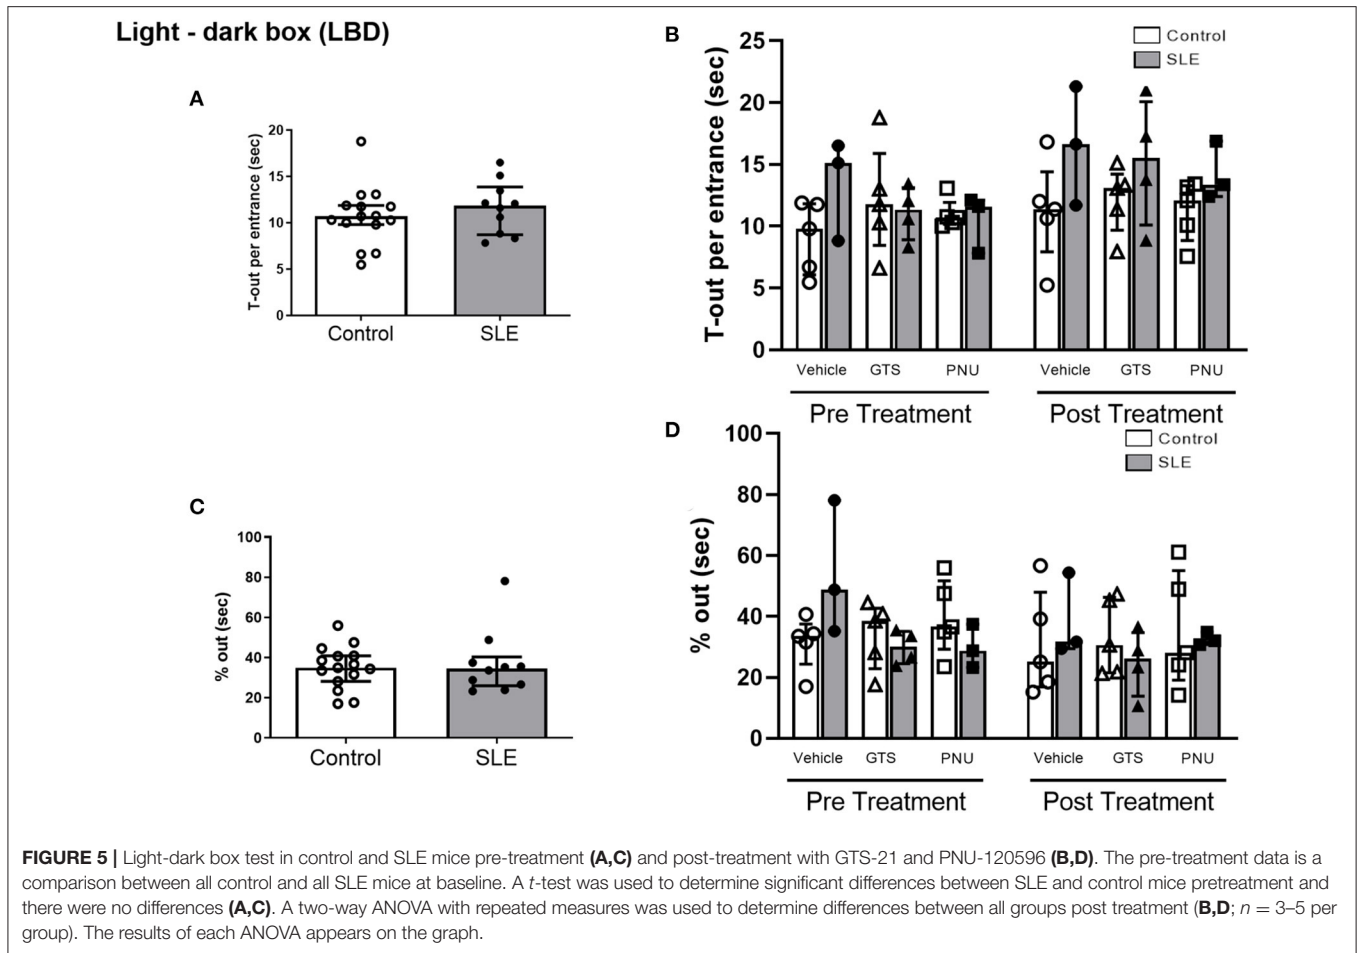 Light - dark box (LBD)
A
T-out per entrance (sec)
20
15
10
5
0
Control
SLE
B
T-out per entrance (sec)
25
20
15
10
5
0
Control
SLE
Vehicle GTS PNU Vehicle GTS PNU
Pre Treatment Post Treatment
C
% out (sec)
100
80
60
40
20
0
Control
SLE
D
% out (sec)
100
80
60
40
20
0
Control
SLE
Vehicle GTS PNU Vehicle GTS PNU
Pre Treatment Post Treatment
FIGURE 5 | Light-dark box test in control and SLE mice pre-treatment (A,C) and post-treatment with GTS-21 and PNU-120596 (B,D). The pre-treatment data is a
comparison between all control and all SLE mice at baseline. A t-test was used to determine significant differences between SLE and control mice pretreatment and
there were no differences (A,C). A two-way ANOVA with repeated measures was used to determine differences between all groups post treatment (B,D; n = 3–5 per
group). The results of each ANOVA appears on the graph.